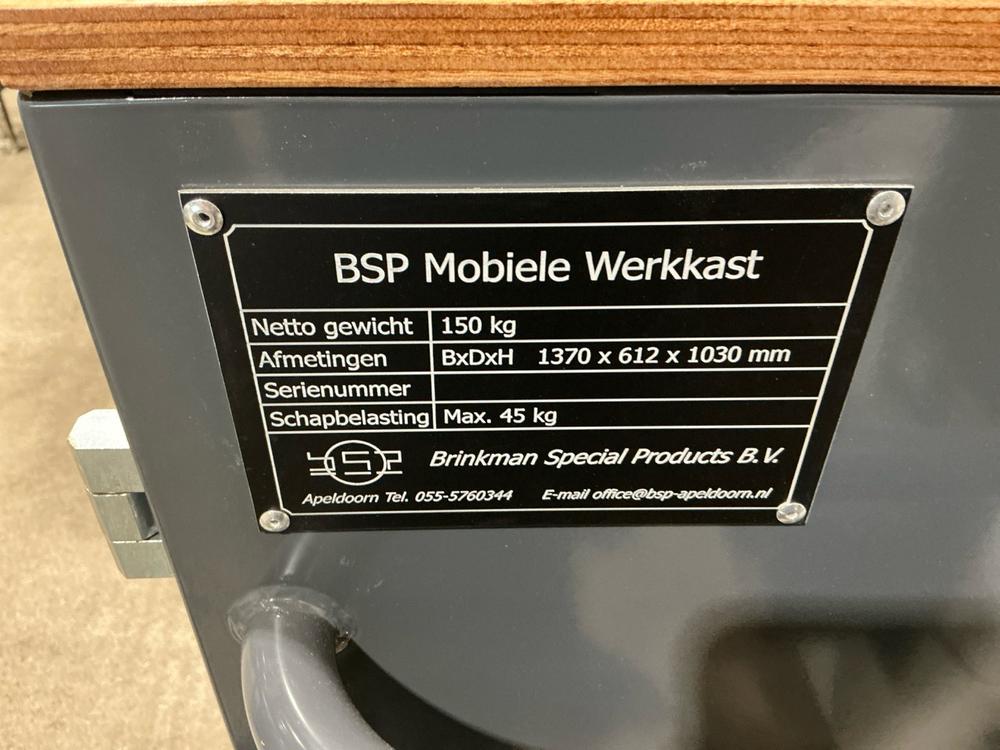 BSP Mobiele Werkkast
Netto gewicht 150 kg
Afmetingen BxDxH 1370 x 612 x 1030 mm
Serienummer
Schapbelasting Max. 45 kg
BSP Brinkman Special Products B.V.
Apeldoorn Tel. 055-5760344 E-mail office@bsp-apeldoorn.nl